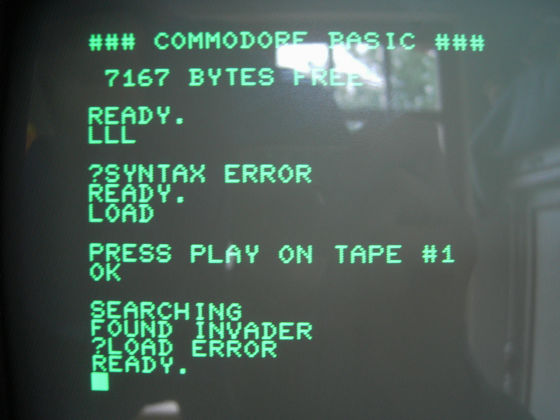 ### COMMODORE BASIC ###
7167 BYTES FREE
READY.
LLL
?SYNTAX ERROR
READY.
LOAD
PRESS PLAY ON TAPE #1
OK
SEARCHING
FOUND INVADER
?LOAD ERROR
READY.